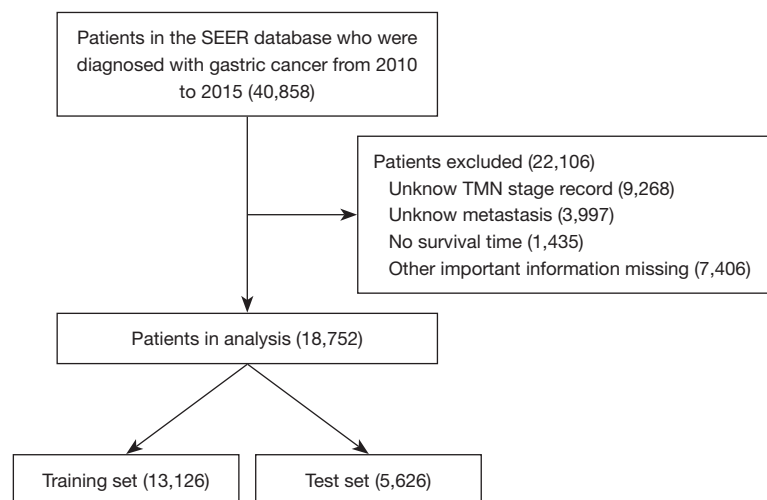 Patients in the SEER database who were
diagnosed with gastric cancer from 2010
to 2015 (40,858)
Patients excluded (22,106)
Unknow TMN stage record (9,268)
Unknow metastasis (3,997)
No survival time (1,435)
Other important information missing (7,406)
Patients in analysis (18,752)
Training set (13,126)
Test set (5,626)